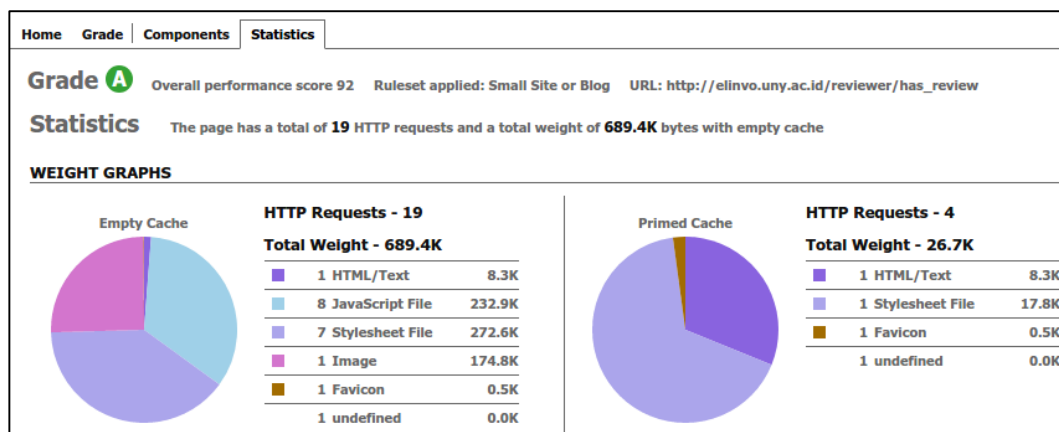 Home Grade Components Statistics
Grade A Overall performance score 92 Ruleset applied: Small Site or Blog URL: http://elinvo.uny.ac.id/reviewer/has_review
Statistics The page has a total of 19 HTTP requests and a total weight of 689.4K bytes with empty cache
WEIGHT GRAPHS
Empty Cache
HTTP Requests - 19
Total Weight - 689.4K
1 HTML/Text 8.3K
8 JavaScript File 232.9K
7 Stylesheet File 272.6K
1 Image 174.8K
1 Favicon 0.5K
1 undefined 0.0K
Primed Cache
HTTP Requests - 4
Total Weight - 26.7K
1 HTML/Text 8.3K
1 Stylesheet File 17.8K
1 Favicon 0.5K
1 undefined 0.0K